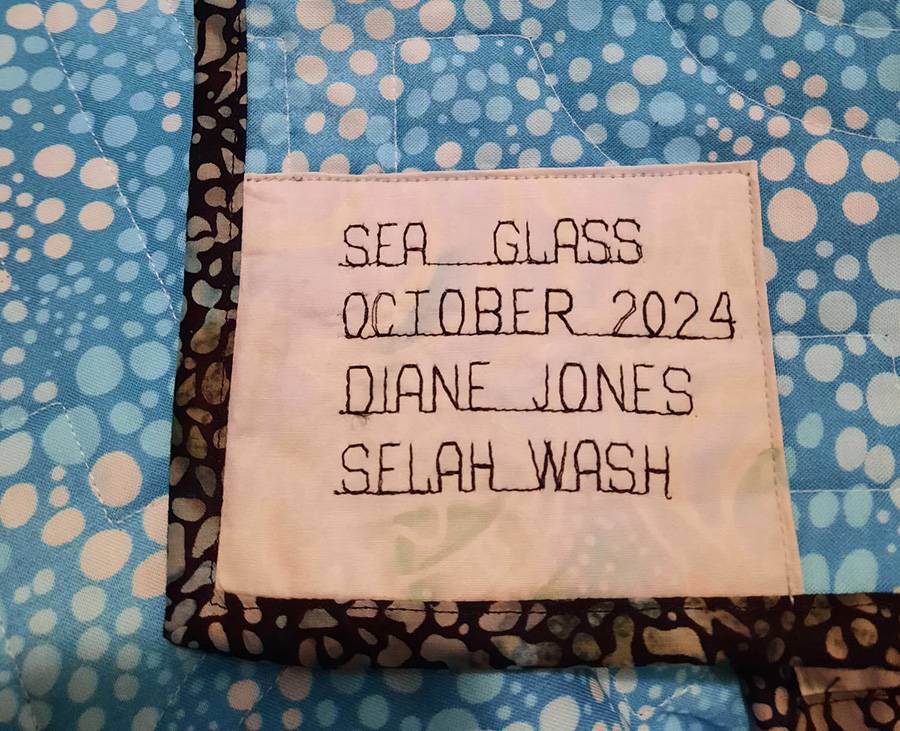 SEA GLASS
OCTOBER 2024
DIANE JONES
SELAH WASH